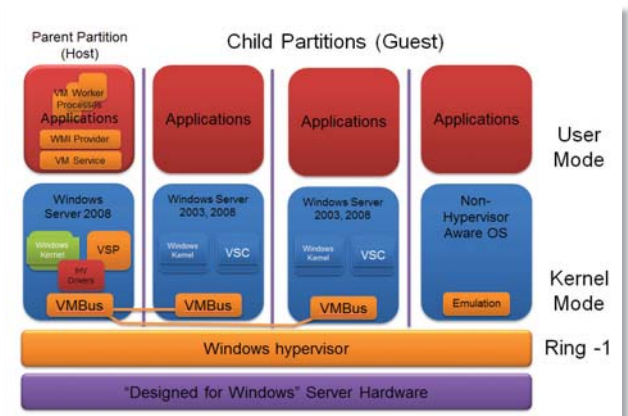 Parent Partition
(Host)
Child Partitions (Guest)
VM Worker
Processes
Applications
WMI Provider
VM Service
Applications
Applications
Applications
User
Mode
Windows
Server 2008
Windows
Kernel
VSP
IHV
Drivers
VMBus
Windows Server
2003, 2008
Windows
Kernel
VSC
VMBus
Windows Server
2003, 2008
Windows
Kernel
VSC
VMBus
Non-
Hypervisor
Aware OS
Emulation
Kernel
Mode
Windows hypervisor
Ring -1
"Designed for Windows" Server Hardware